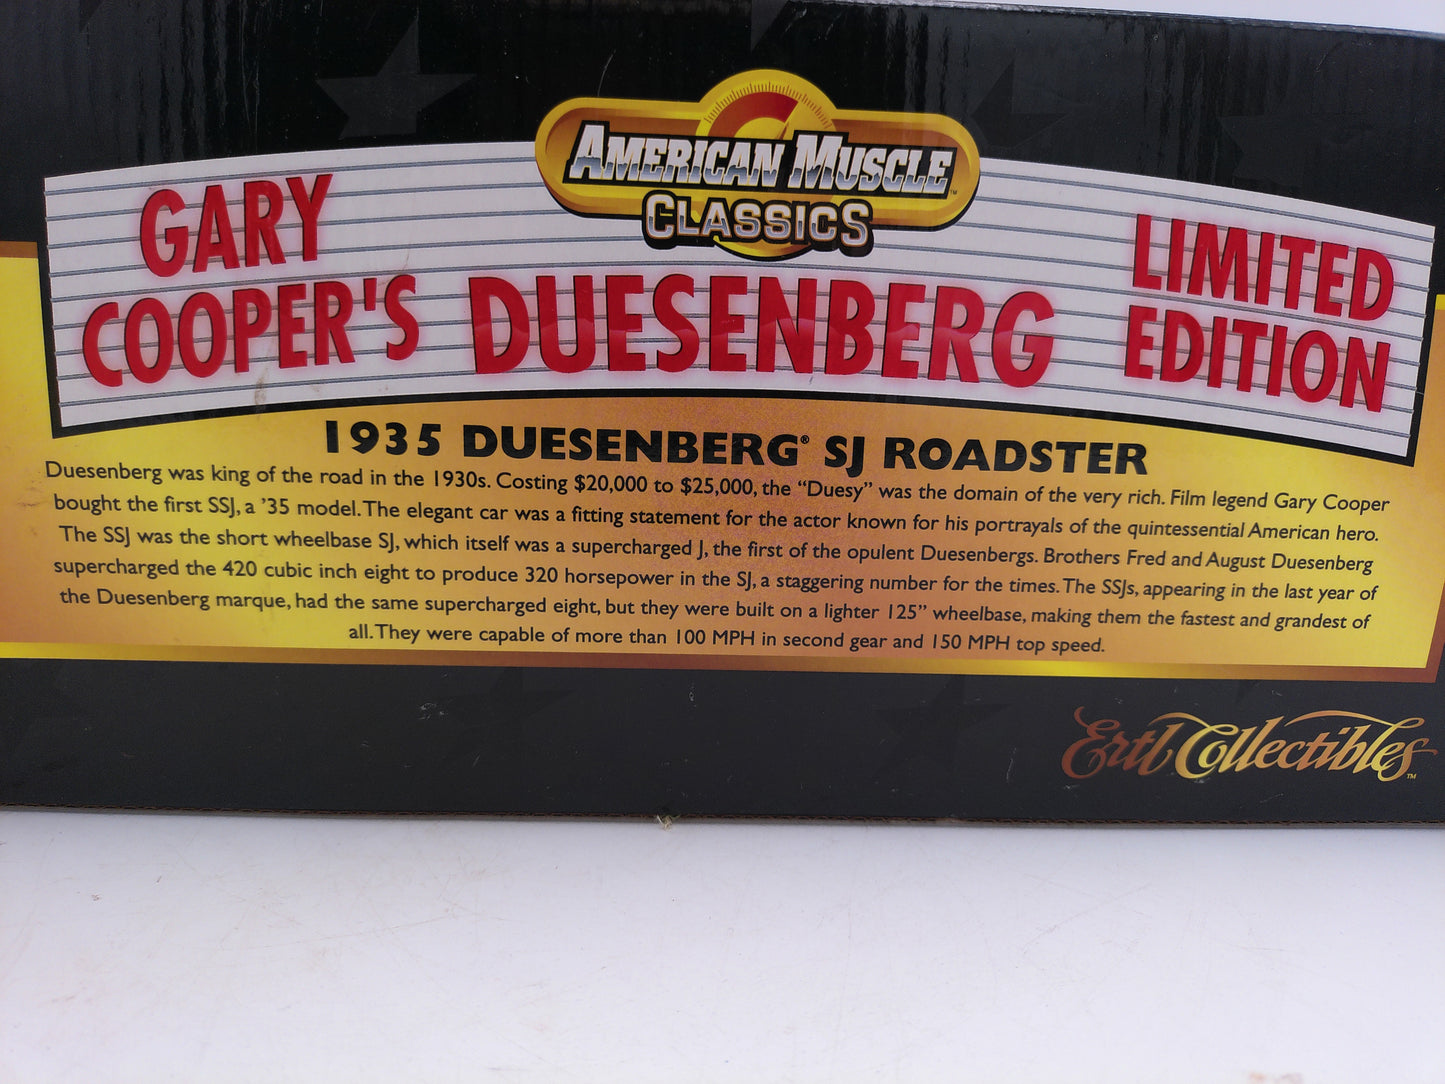 AMERICAN MUSCLE™
CLASSICS
GARY
COOPER'S
DUESENBERG
LIMITED
EDITION
1935 DUESENBERG® SJ ROADSTER
Duesenberg was king of the road in the 1930s. Costing $20,000 to $25,000, the “Duesy” was the domain of the very rich. Film legend Gary Cooper
bought the first SSJ, a ’35 model. The elegant car was a fitting statement for the actor known for his portrayals of the quintessential American hero.
The SSJ was the short wheelbase SJ, which itself was a supercharged J, the first of the opulent Duesenbergs. Brothers Fred and August Duesenberg
supercharged the 420 cubic inch eight to produce 320 horsepower in the SJ, a staggering number for the times. The SSJs, appearing in the last year of
the Duesenberg marque, had the same supercharged eight, but they were built on a lighter 125” wheelbase, making them the fastest and grandest of
all. They were capable of more than 100 MPH in second gear and 150 MPH top speed.
Ertl Collectibles™